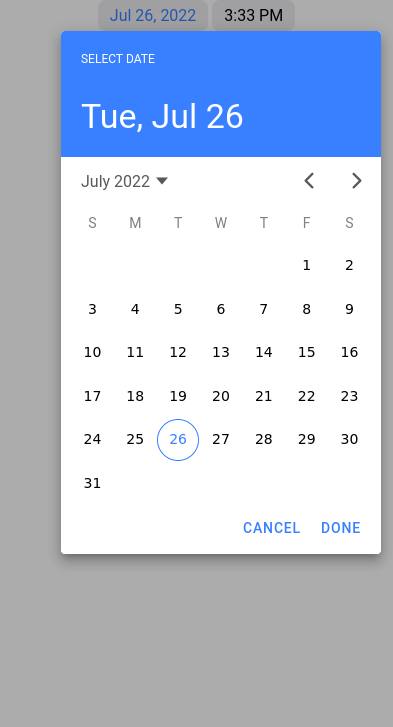 Jul 26, 2022 3:33 PM
SELECT DATE
Tue, Jul 26
July 2022
S M T W T F S
1 2
3 4 5 6 7 8 9
10 11 12 13 14 15 16
17 18 19 20 21 22 23
24 25 26 27 28 29 30
31
CANCEL DONE